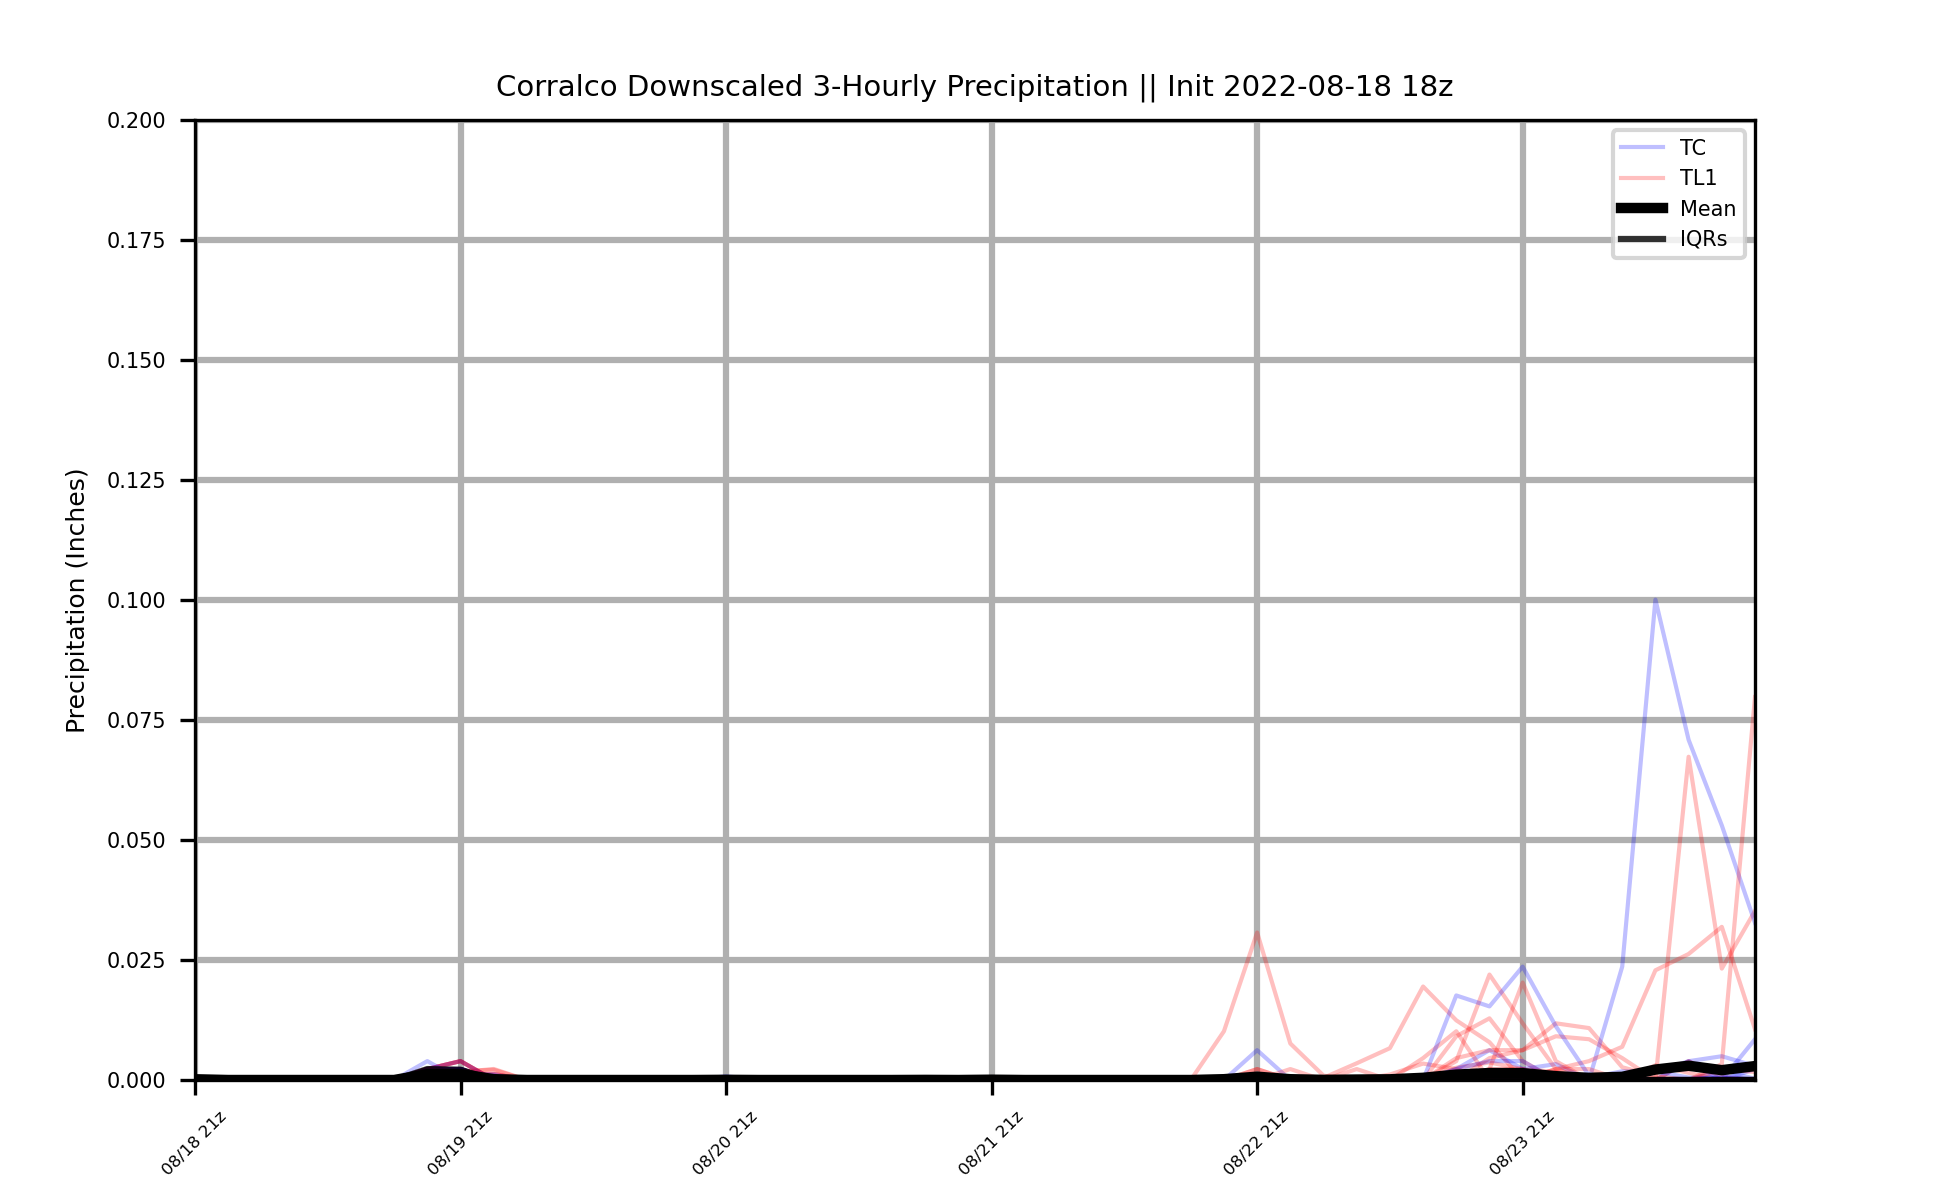 Corralco Downscaled 3-Hourly Precipitation || Init 2022-08-18 18z
TC
TL1
Mean
IQRs
Precipitation (Inches)
0.200
0.175
0.150
0.125
0.100
0.075
0.050
0.025
0.000
08/18 21z
08/19 21z
08/20 21z
08/21 21z
08/22 21z
08/23 21z